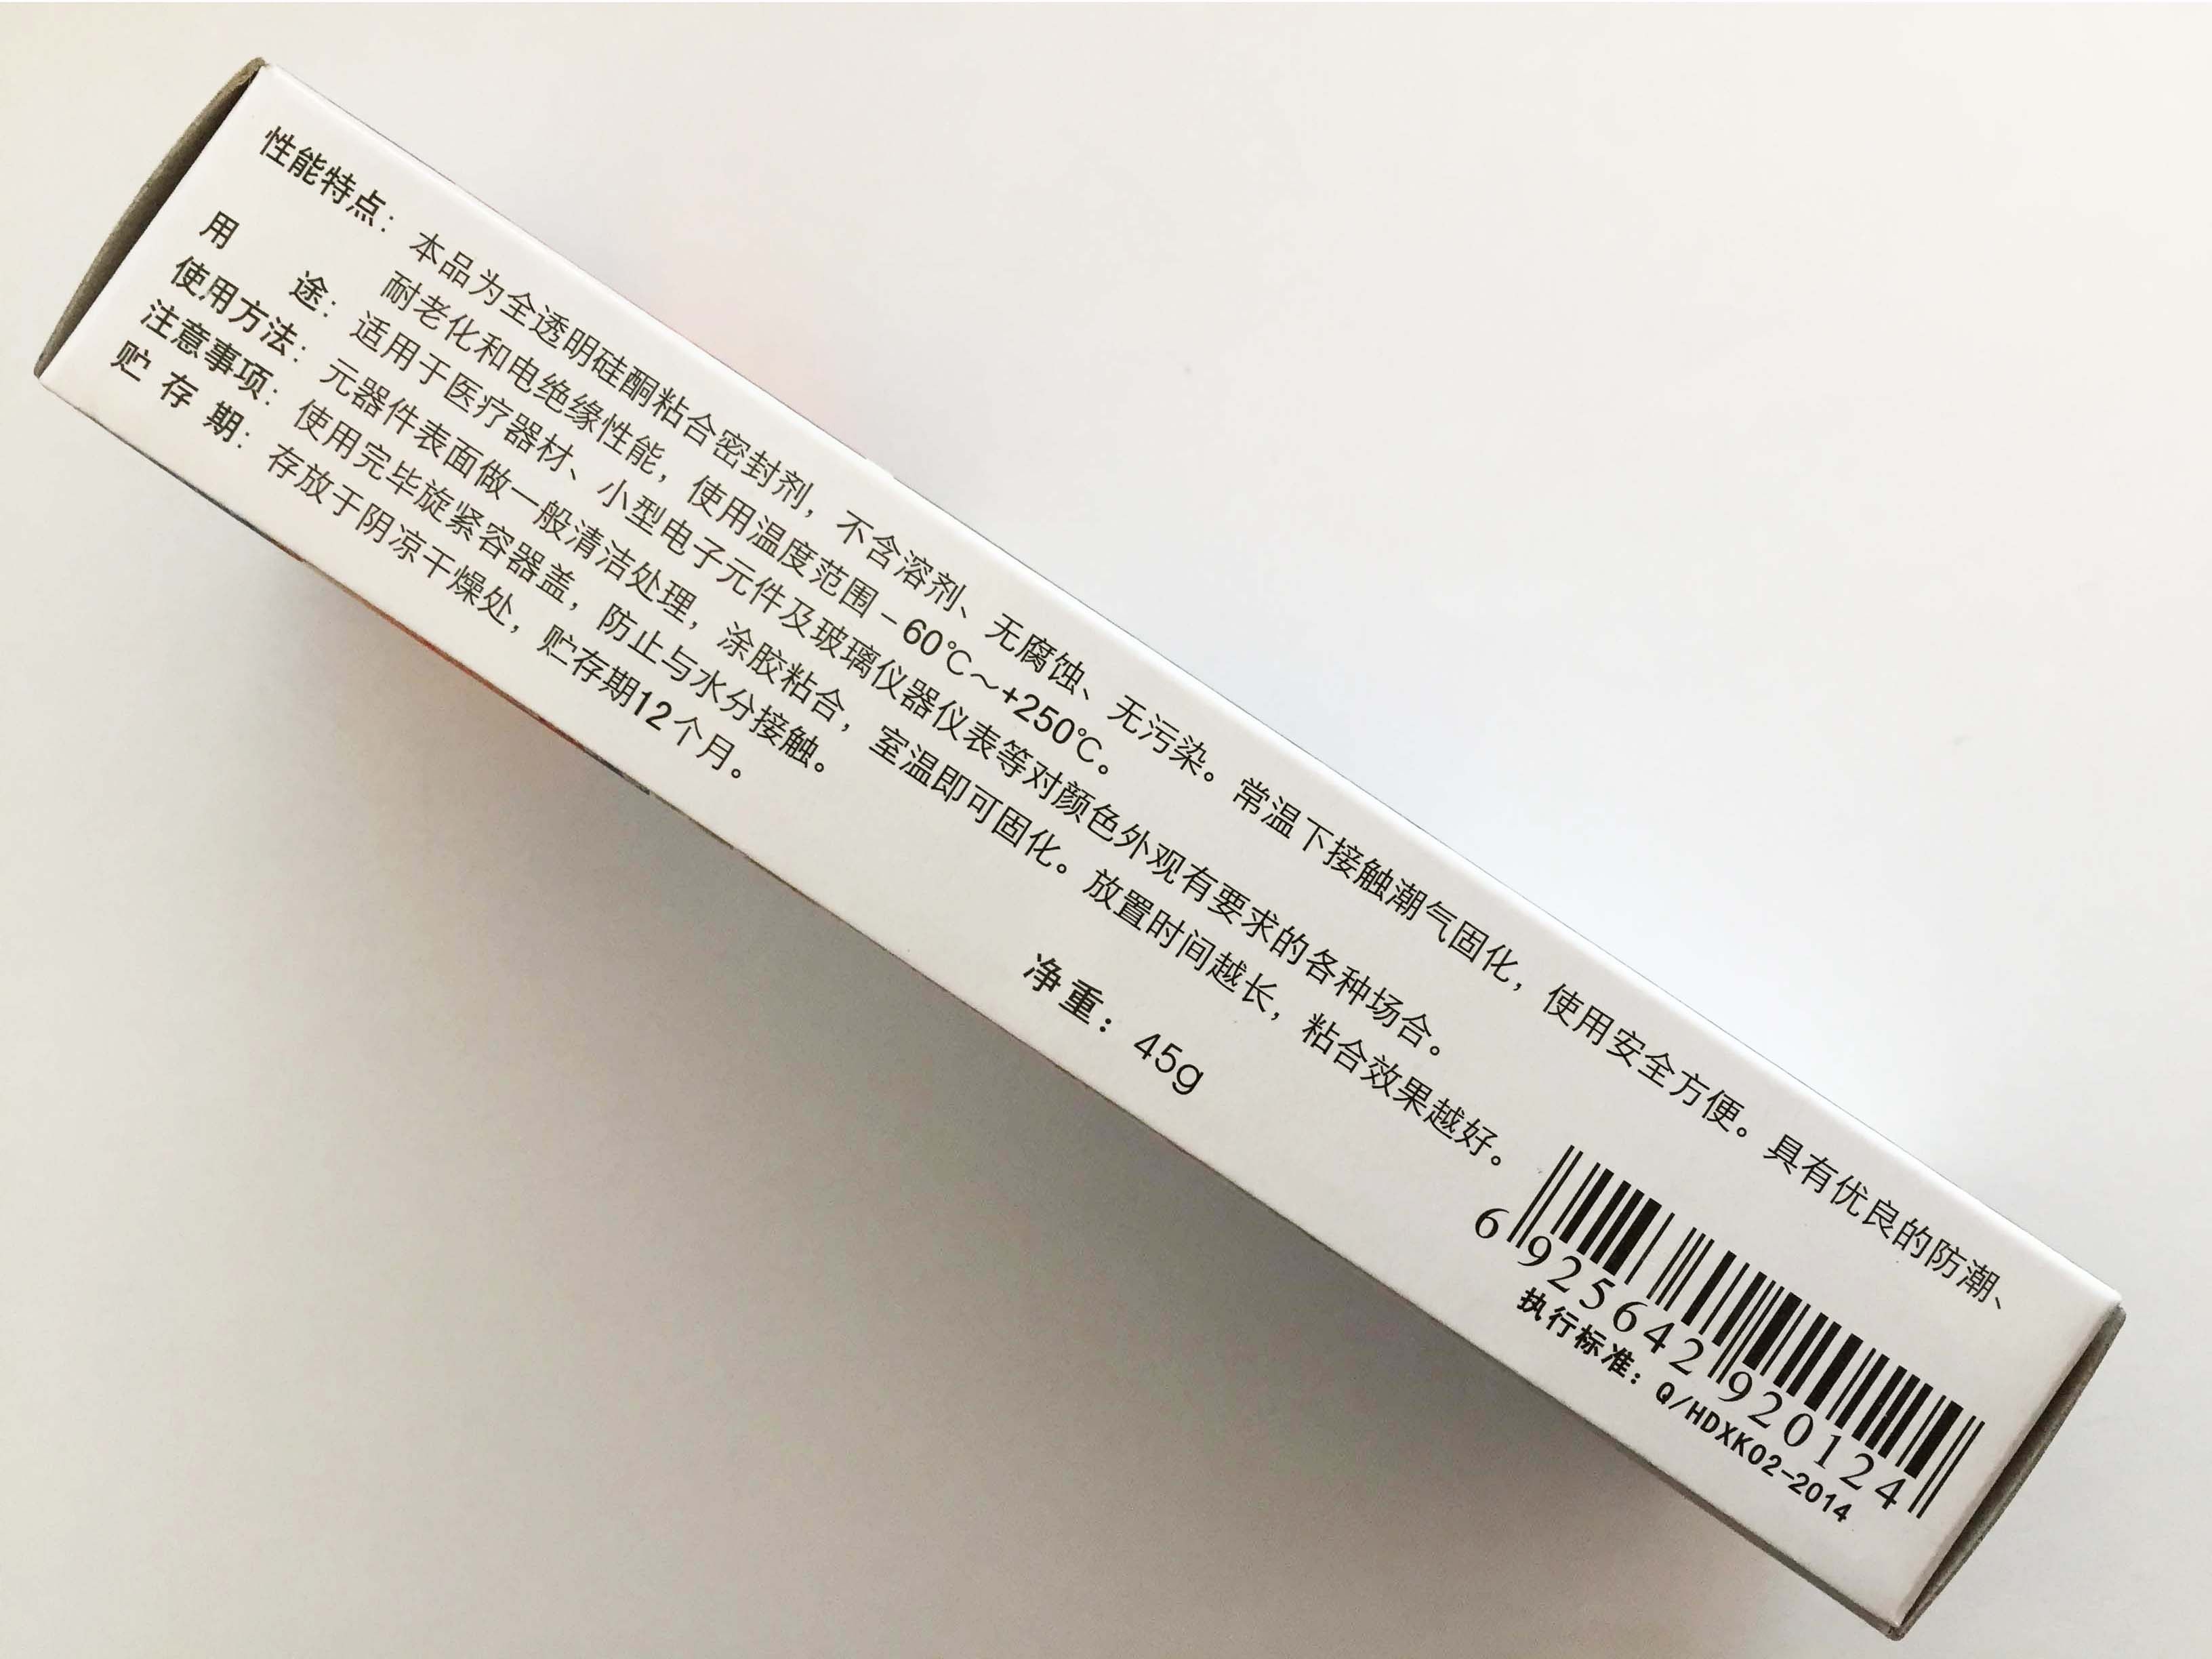 性能特点：本品为全透明硅酮粘合密封剂，不含溶剂、无腐蚀、无污染。常温下接触潮气固化，使用安全方便。具有优良的防潮、
耐老化和电绝缘性能，使用温度范围－60℃～+250℃。
用途：适用于医疗器材、小型电子元件及玻璃仪器仪表等对颜色外观有要求的各种场合。
使用方法：元器件表面做一般清洁处理，涂胶粘合，室温即可固化。放置时间越长，粘合效果越好。
注意事项：使用完毕旋紧容器盖，防止与水分接触。
贮存期：存放于阴凉干燥处，贮存期12个月。
净重：45g
6 925642 920124
执行标准：Q/HDXK02-2014